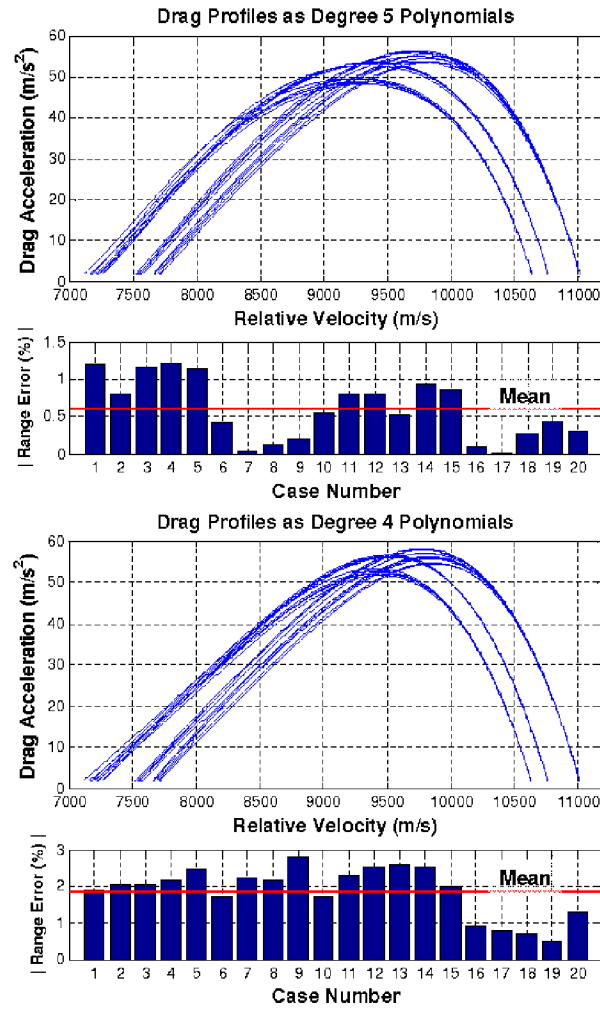 Drag Profiles as Degree 5 Polynomials
Drag Acceleration (m/s²)
60
50
40
30
20
10
0
7000 7500 8000 8500 9000 9500 10000 10500 11000
Relative Velocity (m/s)
| Range Error (%) |
1.5
1
0.5
0
Mean
1 2 3 4 5 6 7 8 9 10 11 12 13 14 15 16 17 18 19 20
Case Number
Drag Profiles as Degree 4 Polynomials
Drag Acceleration (m/s²)
60
50
40
30
20
10
0
7000 7500 8000 8500 9000 9500 10000 10500 11000
Relative Velocity (m/s)
| Range Error (%) |
3
2
1
0
Mean
1 2 3 4 5 6 7 8 9 10 11 12 13 14 15 16 17 18 19 20
Case Number